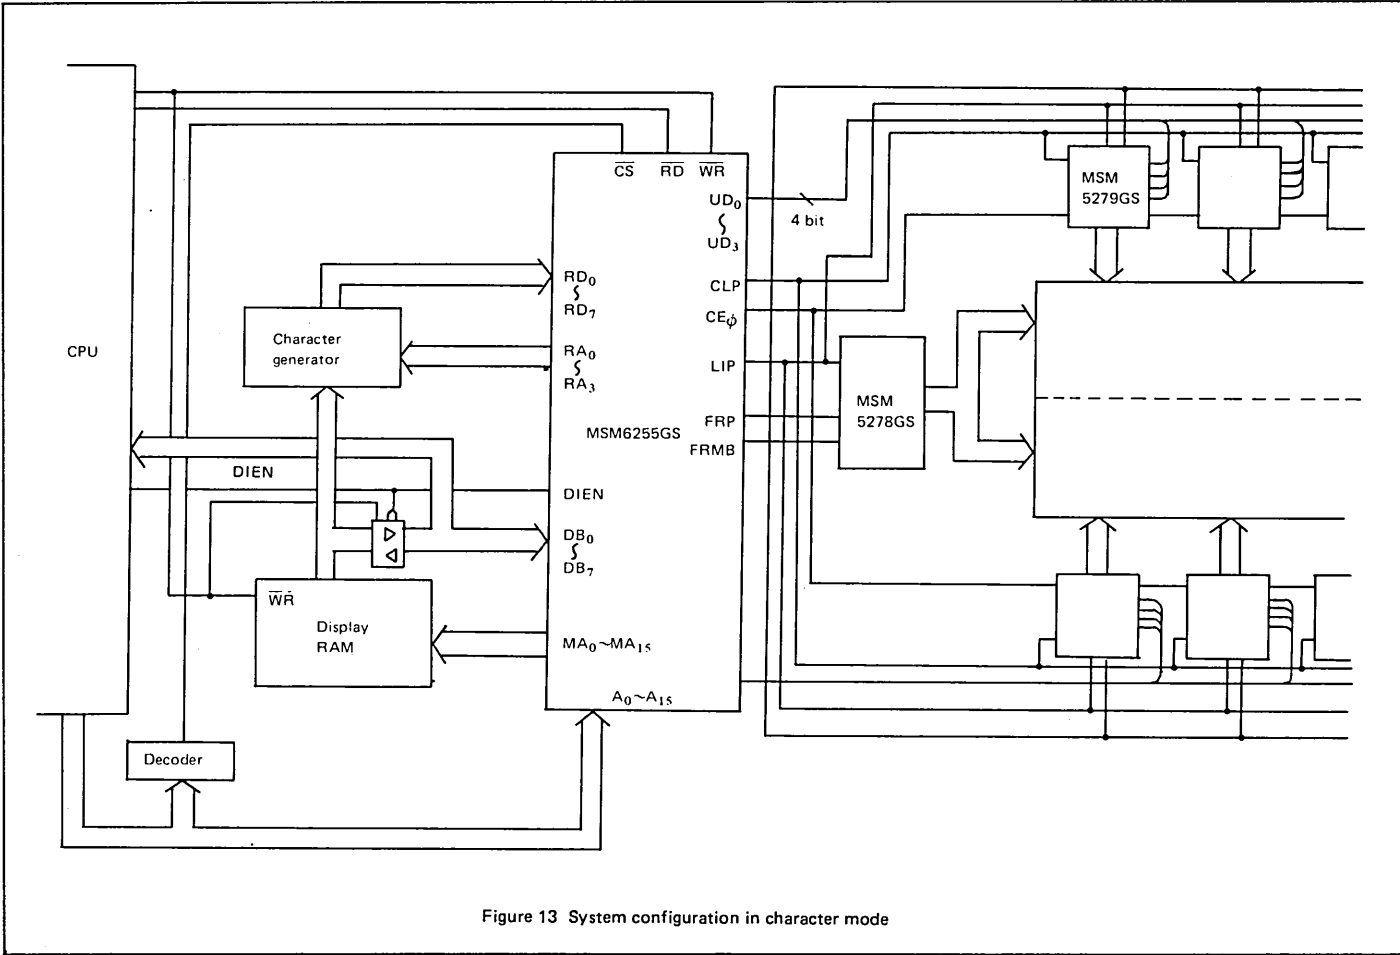 CPU
Decoder
Character
generator
DIEN
WR
Display
RAM
CS RD WR
RD0
∫
RD7
RA0
∫
RA3
MSM6255GS
DIEN
DB0
∫
DB7
MA0~MA15
A0~A15
UD0
∫
UD3
CLP
CEϕ
LIP
FRP
FRMB
4 bit
MSM
5278GS
MSM
5279GS
Figure 13 System configuration in character mode